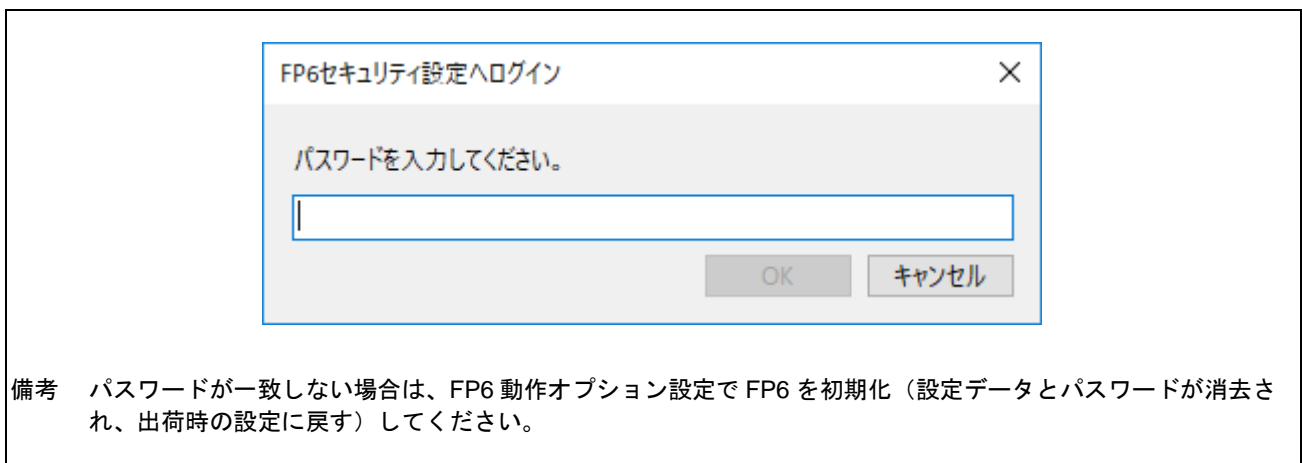 FP6セキュリティ設定へログイン
パスワードを入力してください。
OK
キャンセル
備考 パスワードが一致しない場合は、FP6 動作オプション設定で FP6 を初期化（設定データとパスワードが消去さ
れ、出荷時の設定に戻す）してください。